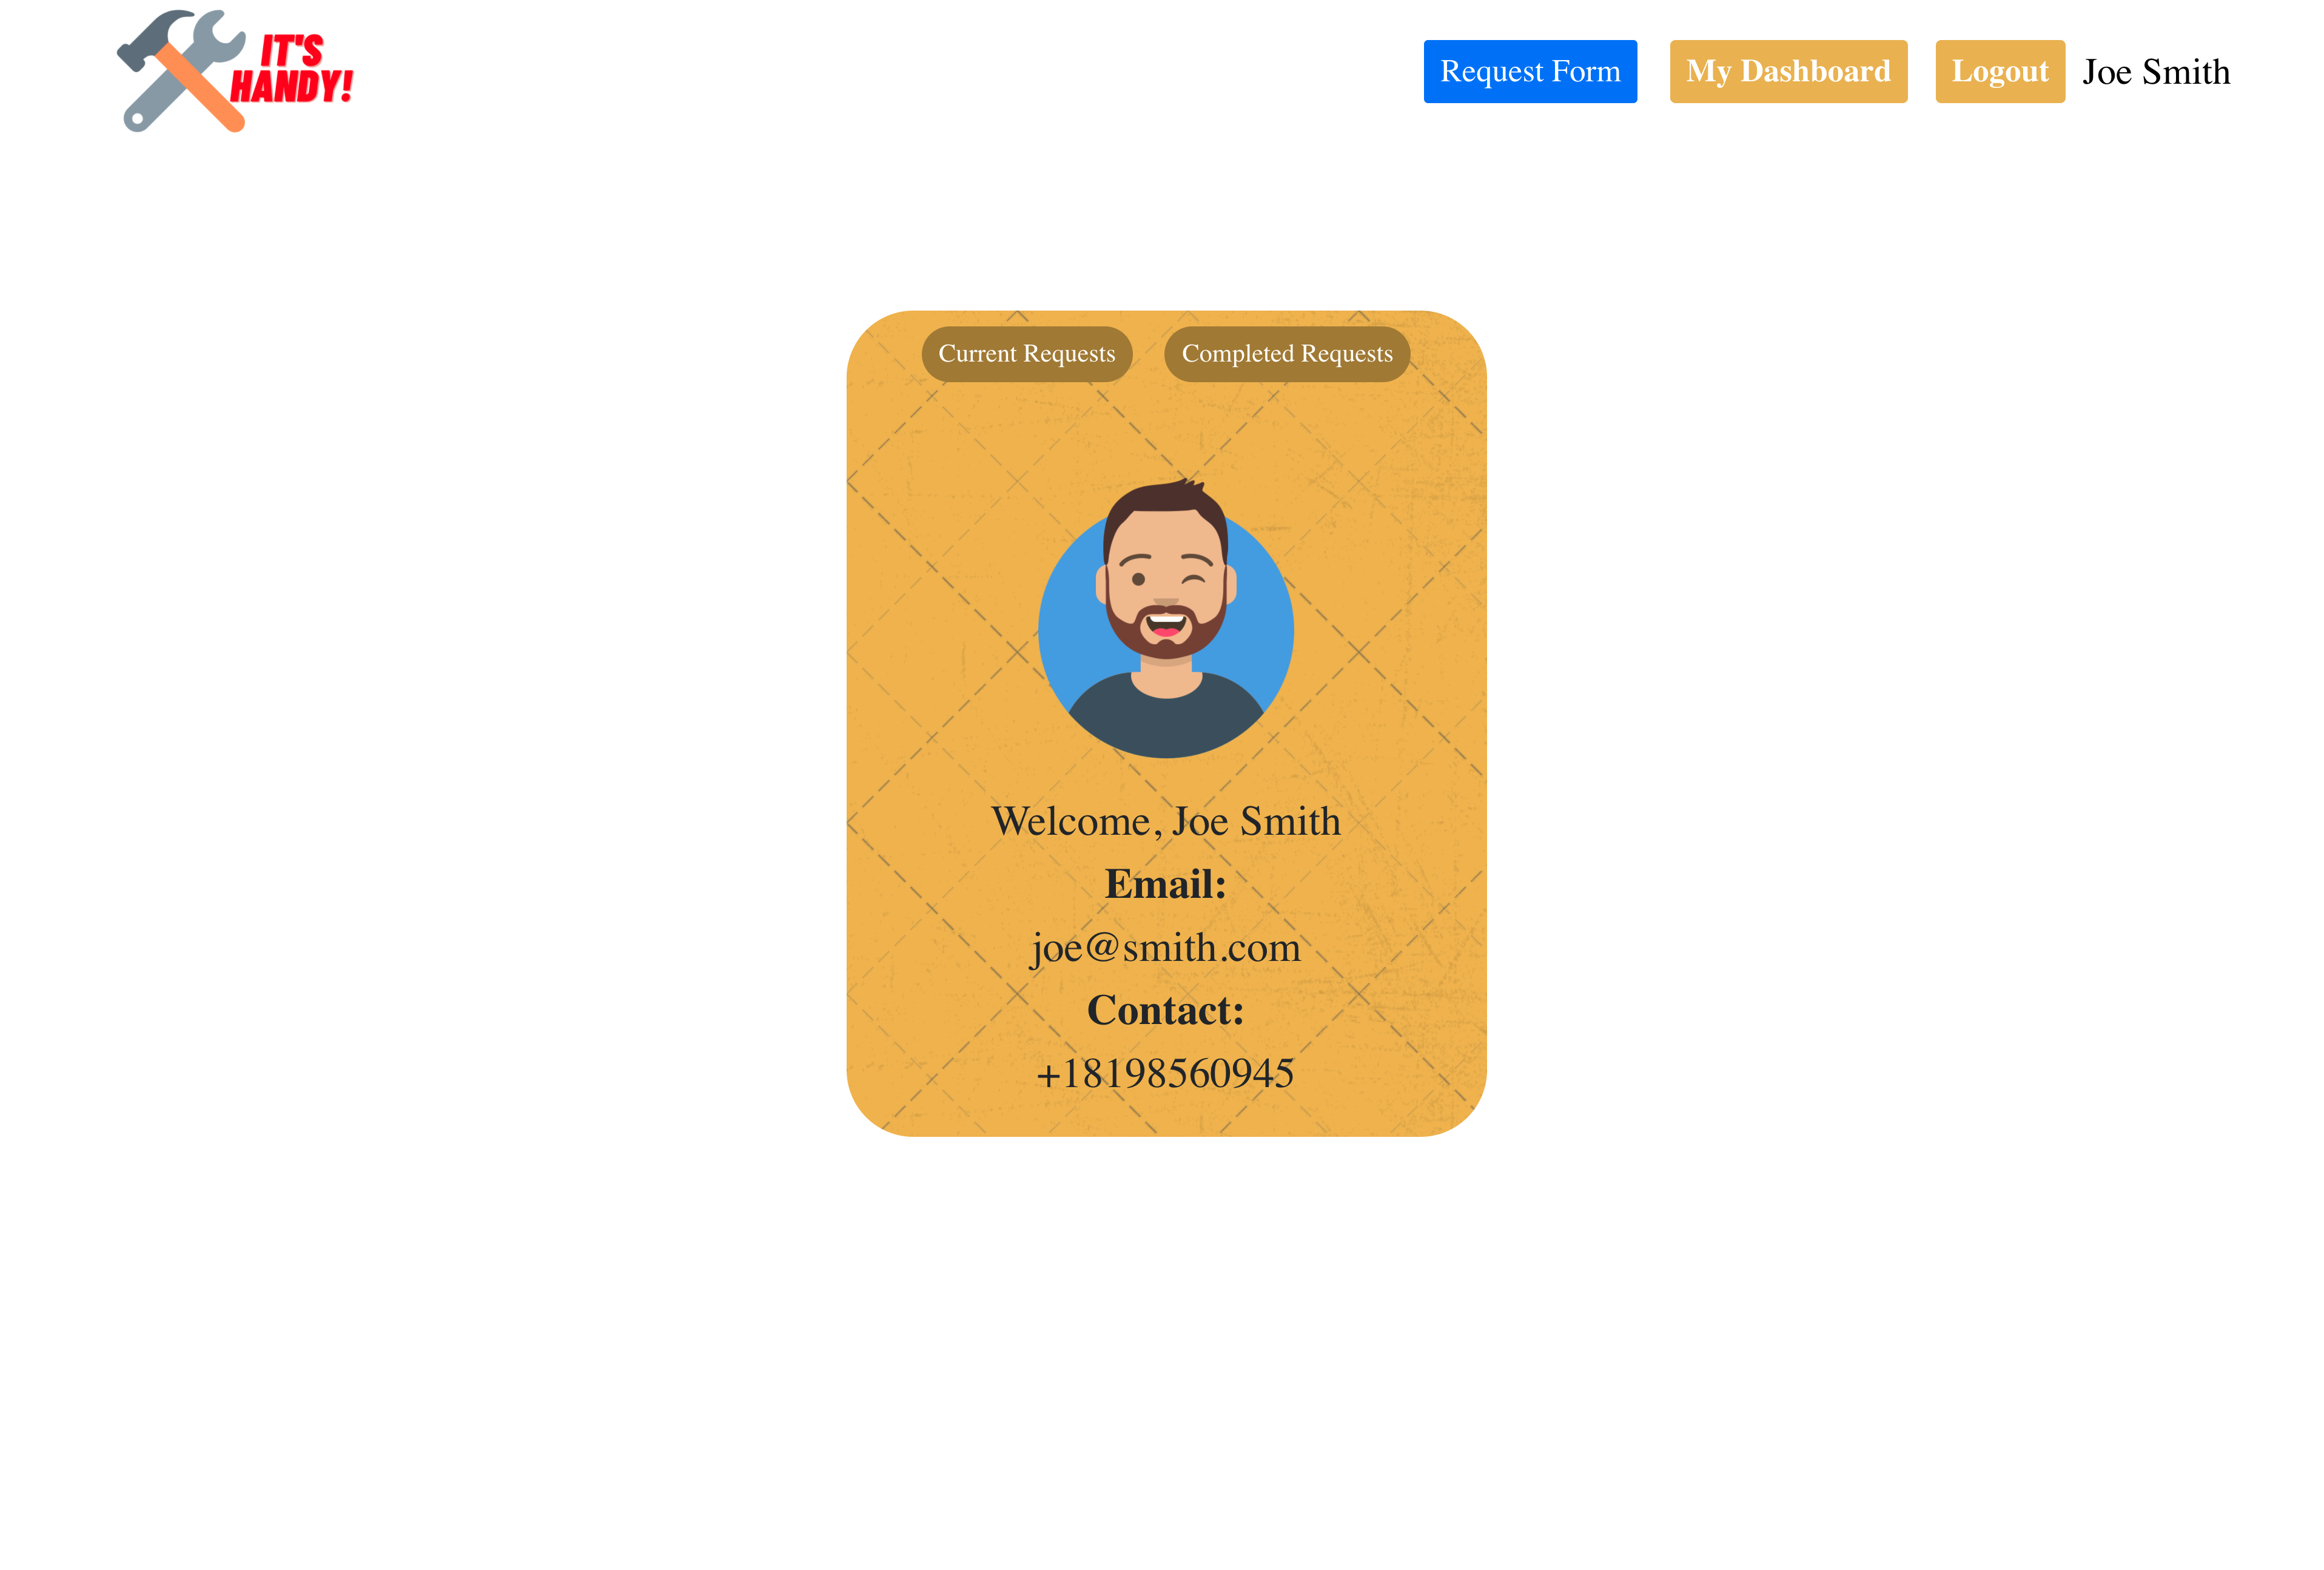 IT'S
HANDY!
Request Form
My Dashboard
Logout
Joe Smith
Current Requests
Completed Requests
Welcome, Joe Smith
Email:
joe@smith.com
Contact:
+18198560945